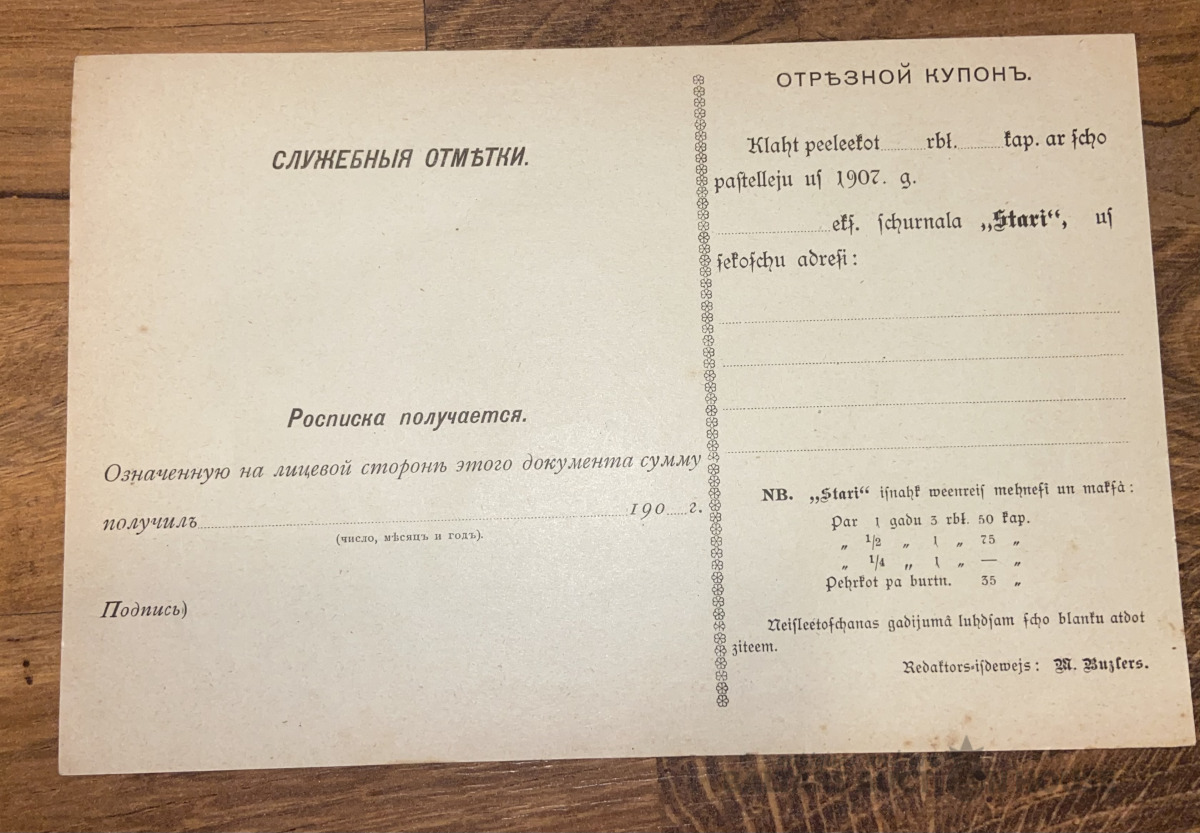 СЛУЖЕБНЫЯ ОТМѢТКИ.
Росписка получается.
Означенную на лицевой сторонѣ этого документа сумму
получилъ 190 г.
(число, мѣсяцъ и годъ).
Подпись)
ОТРѢЗНОЙ КУПОНЪ.
Klaht peeleekot rbł. kap. ar ſcho
paſtelleju uſ 1907. g.
ekſ. ſchurnala „Stari“, uſ
ſekoſchu adreſi:
NB. „Stari“ iſnahk weenreiſ mehneſi un makſà:
Par 1 gadu 3 rbł. 50 kap.
„ 1/2 „ 1 „ 75 „
„ 1/4 „ 1 „ — „
Pehrkot pa burtn. 35 „
Neiſleetoſchanas gadijumâ luhdſam ſcho blanku atdot
ziteem.
Redaktors-iſdewejs: M. Buzlers.